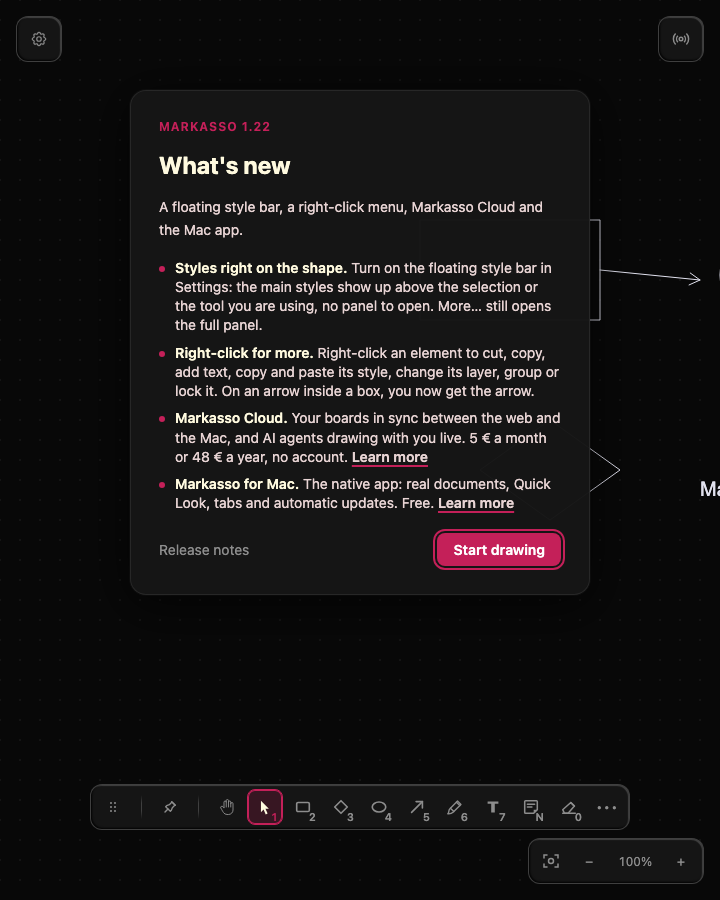 MARKASSO 1.22
What's new
A floating style bar, a right-click menu, Markasso Cloud and
the Mac app.
Styles right on the shape. Turn on the floating style bar in
Settings: the main styles show up above the selection or
the tool you are using, no panel to open. More... still opens
the full panel.
Right-click for more. Right-click an element to cut, copy,
add text, copy and paste its style, change its layer, group or
lock it. On an arrow inside a box, you now get the arrow.
Markasso Cloud. Your boards in sync between the web and
the Mac, and AI agents drawing with you live. 5 € a month
or 48 € a year, no account. Learn more
Markasso for Mac. The native app: real documents, Quick
Look, tabs and automatic updates. Free. Learn more
Release notes
Start drawing
Ma
1 2 3 4 5 6 T 7 N 0
100%